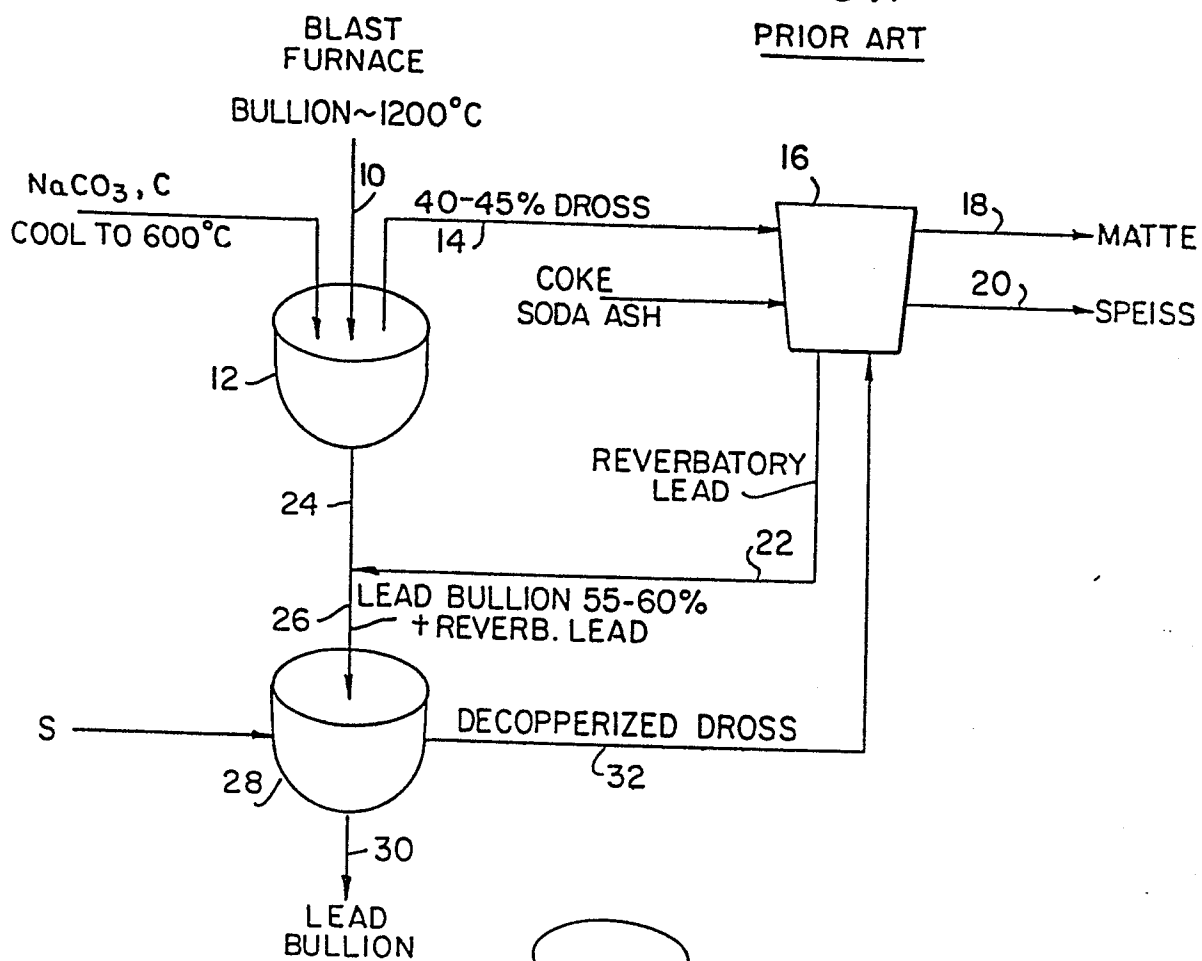 PRIOR ART
BLAST
FURNACE
BULLION~1200°C
NaCO₃, C
COOL TO 600°C
10
40-45% DROSS
14
16
18
MATTE
COKE
SODA ASH
20
SPEISS
12
REVERBATORY
LEAD
24
22
26
LEAD BULLION 55-60%
+ REVERB. LEAD
S
DECOPPERIZED DROSS
32
28
30
LEAD
BULLION